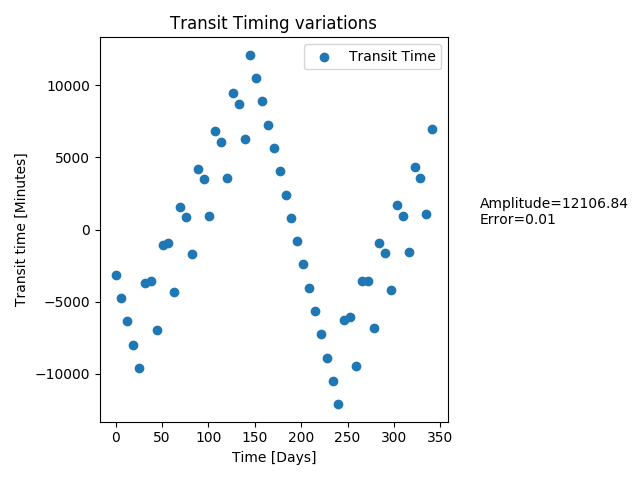 Transit Timing variations
Transit Time
Transit time [Minutes]
10000
5000
0
−5000
−10000
Amplitude=12106.84
Error=0.01
0 50 100 150 200 250 300 350
Time [Days]